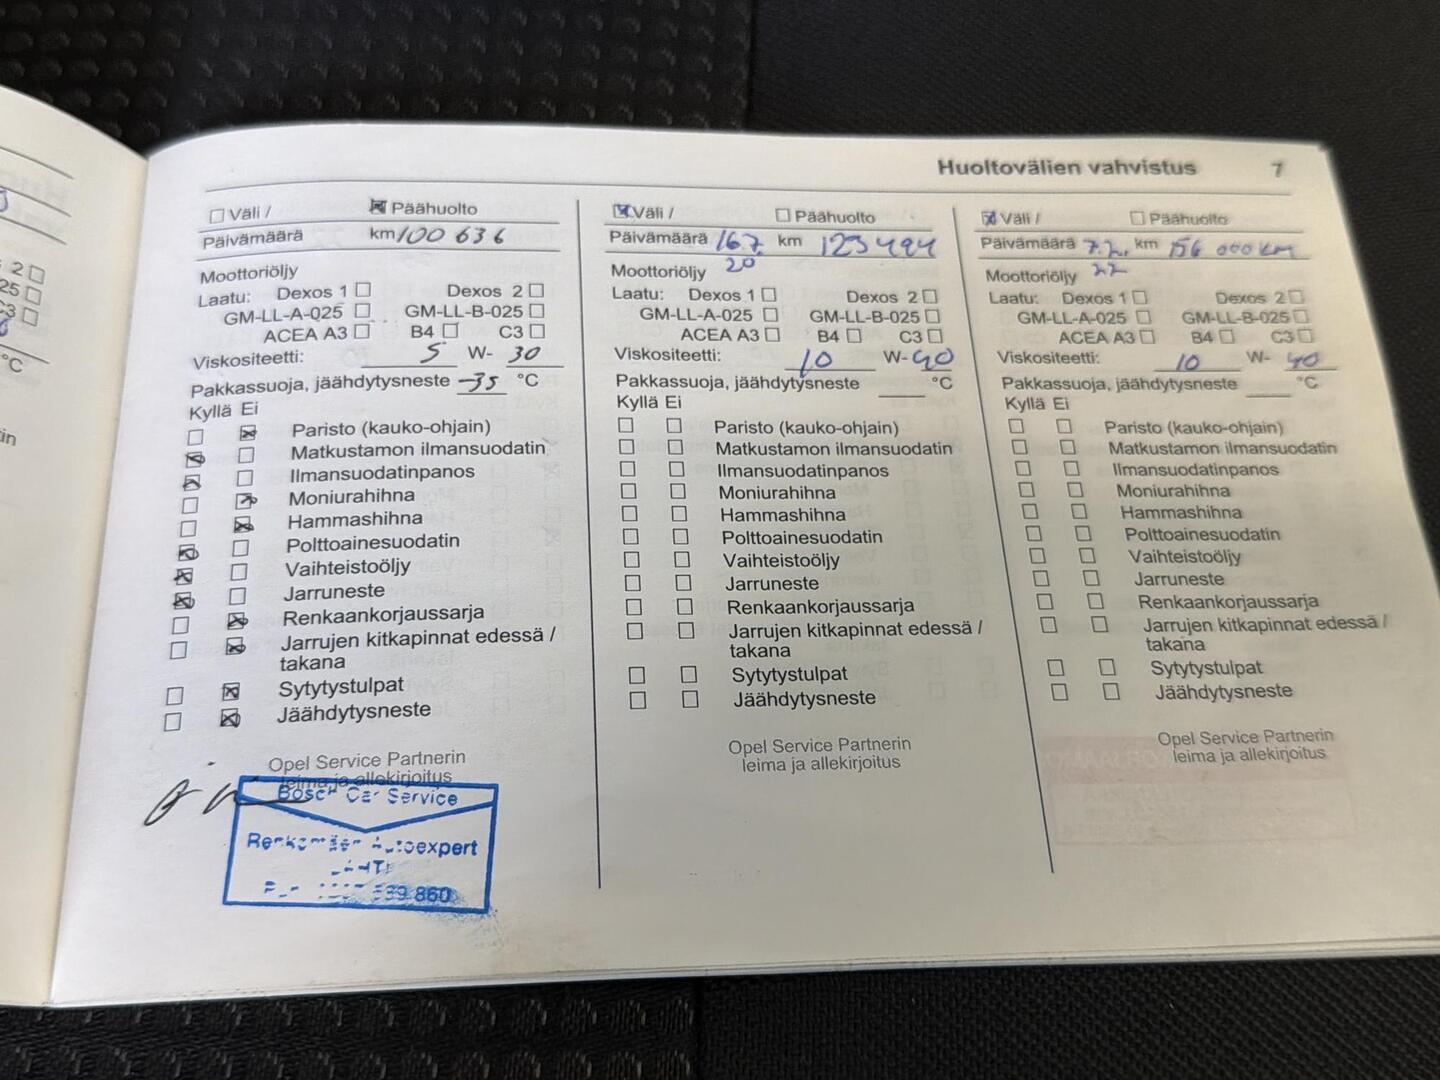 Huoltovälien vahvistus 7
Väli / Päähuolto
Päivämäärä km 100 636
Moottoriöljy
Laatu: Dexos 1 Dexos 2
GM-LL-A-025 GM-LL-B-025
ACEA A3 B4 C3
Viskositeetti: 5 W- 30
Pakkassuoja, jäähdytysneste -35 °C
Kyllä Ei
Paristo (kauko-ohjain)
Matkustamon ilmansuodatin
Ilmansuodatinpanos
Moniurahihna
Hammashihna
Polttoainesuodatin
Vaihteistoöljy
Jarruneste
Renkaankorjaussarja
Jarrujen kitkapinnat edessä /
takana
Sytytystulpat
Jäähdytysneste
Opel Service Partnerin
leima ja allekirjoitus
Bosch Car Service
Autoexpert
LAHTI
860
Väli / Päähuolto
Päivämäärä 16.7. km 123494
20
Moottoriöljy
Laatu: Dexos 1 Dexos 2
GM-LL-A-025 GM-LL-B-025
ACEA A3 B4 C3
Viskositeetti: 10 W- 40
Pakkassuoja, jäähdytysneste °C
Kyllä Ei
Paristo (kauko-ohjain)
Matkustamon ilmansuodatin
Ilmansuodatinpanos
Moniurahihna
Hammashihna
Polttoainesuodatin
Vaihteistoöljy
Jarruneste
Renkaankorjaussarja
Jarrujen kitkapinnat edessä /
takana
Sytytystulpat
Jäähdytysneste
Opel Service Partnerin
leima ja allekirjoitus
Väli / Päähuolto
Päivämäärä 7.2. km 156 000 km
22
Moottoriöljy
Laatu: Dexos 1 Dexos 2
GM-LL-A-025 GM-LL-B-025
ACEA A3 B4 C3
Viskositeetti: 10 W- 40
Pakkassuoja, jäähdytysneste °C
Kyllä Ei
Paristo (kauko-ohjain)
Matkustamon ilmansuodatin
Ilmansuodatinpanos
Moniurahihna
Hammashihna
Polttoainesuodatin
Vaihteistoöljy
Jarruneste
Renkaankorjaussarja
Jarrujen kitkapinnat edessä /
takana
Sytytystulpat
Jäähdytysneste
Opel Service Partnerin
leima ja allekirjoitus